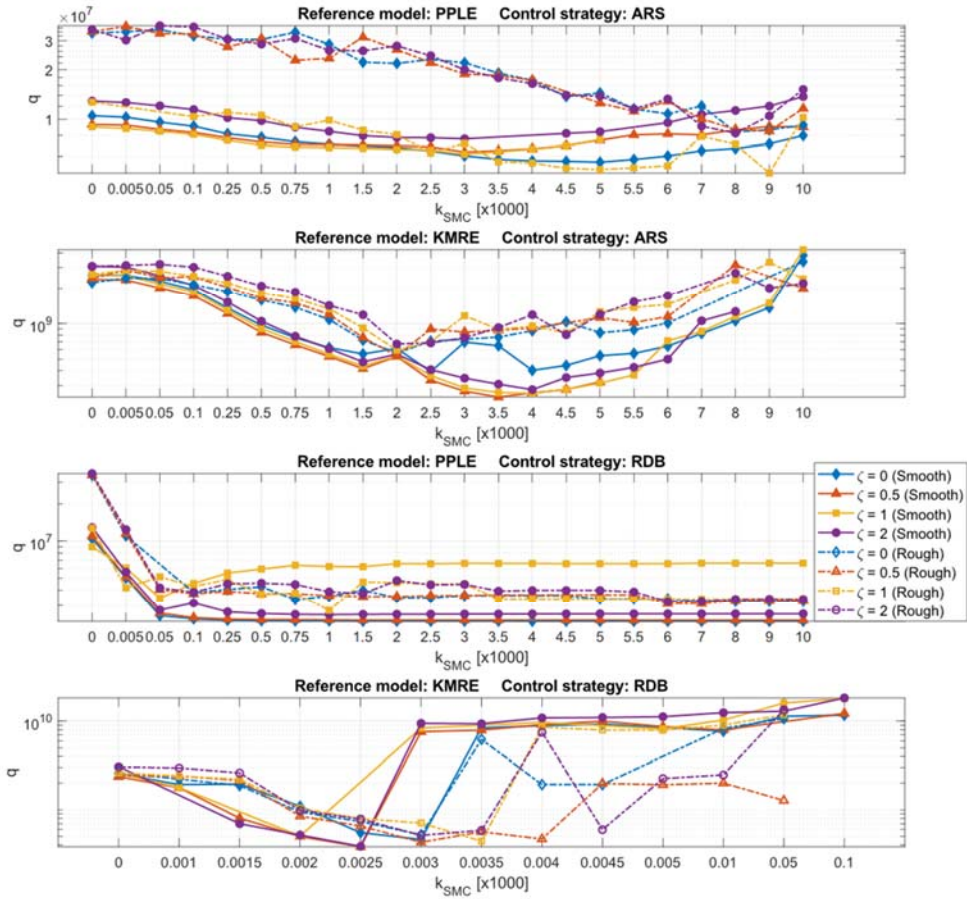 Reference model: PPLE Control strategy: ARS
×10⁷
3
2
1
q
0 0.005 0.05 0.1 0.25 0.5 0.75 1 1.5 2 2.5 3 3.5 4 4.5 5 5.5 6 7 8 9 10
k_SMC [x1000]
Reference model: KMRE Control strategy: ARS
10⁹
q
0 0.005 0.05 0.1 0.25 0.5 0.75 1 1.5 2 2.5 3 3.5 4 4.5 5 5.5 6 7 8 9 10
k_SMC [x1000]
Reference model: PPLE Control strategy: RDB
10⁷
q
0 0.005 0.05 0.1 0.25 0.5 0.75 1 1.5 2 2.5 3 3.5 4 4.5 5 5.5 6 7 8 9 10
k_SMC [x1000]
ζ = 0 (Smooth)
ζ = 0.5 (Smooth)
ζ = 1 (Smooth)
ζ = 2 (Smooth)
ζ = 0 (Rough)
ζ = 0.5 (Rough)
ζ = 1 (Rough)
ζ = 2 (Rough)
Reference model: KMRE Control strategy: RDB
10¹⁰
q
0 0.001 0.0015 0.002 0.0025 0.003 0.0035 0.004 0.0045 0.005 0.01 0.05 0.1
k_SMC [x1000]